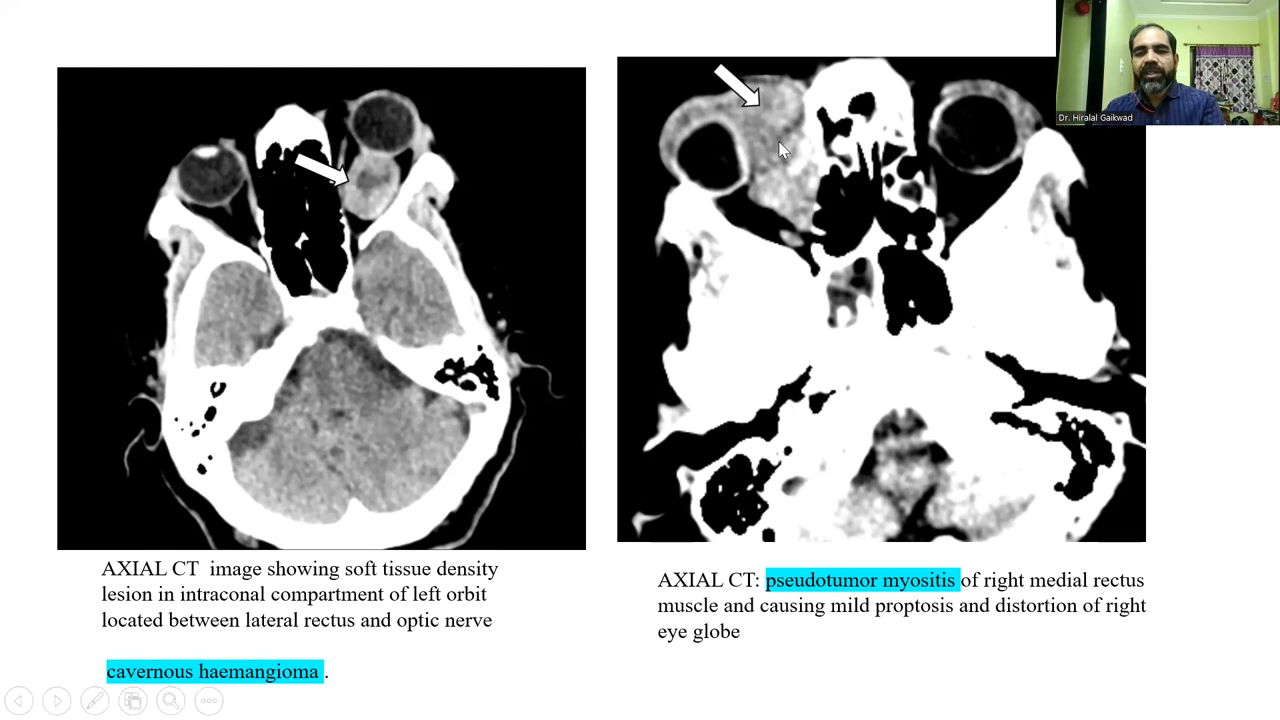 Dr. Hiralal Gaikwad
AXIAL CT image showing soft tissue density
lesion in intraconal compartment of left orbit
located between lateral rectus and optic nerve
cavernous haemangioma .
AXIAL CT: pseudotumor myositis of right medial rectus
muscle and causing mild proptosis and distortion of right
eye globe